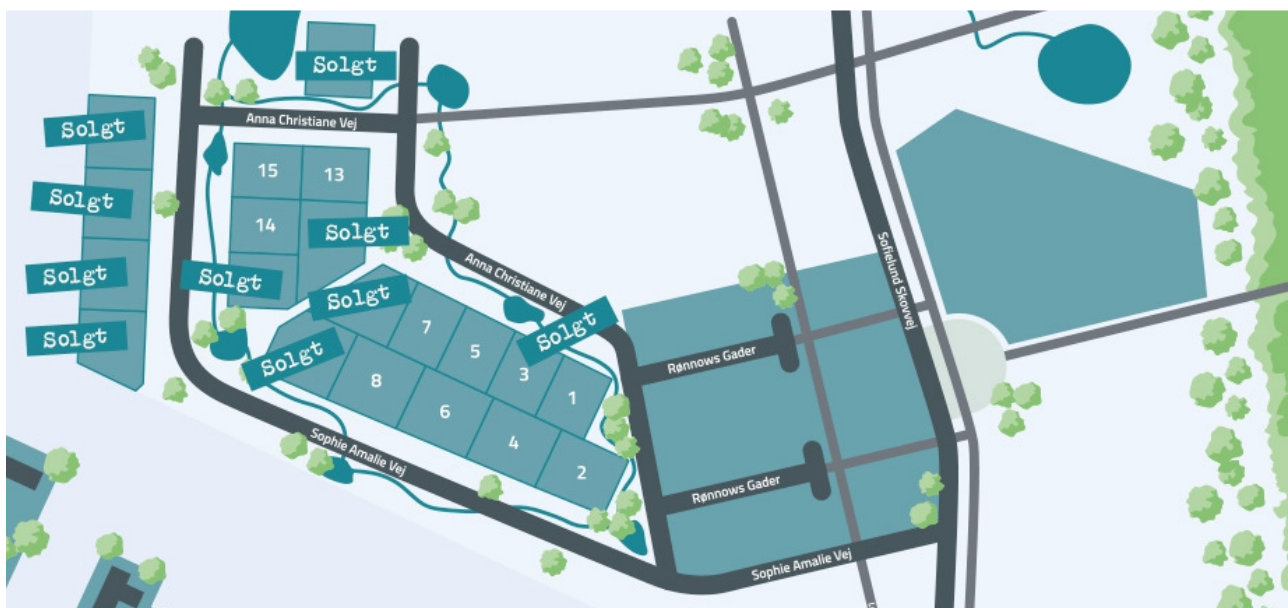 Solgt
Anna Christiane Vej
Solgt
Solgt
Solgt
Solgt
15
13
14
Solgt
Solgt
Sofielund Skovvej
Anna Christiane Vej
Solgt
Solgt
Solgt
7
5
3
1
8
6
4
2
Rønnows Gader
Rønnows Gader
Sophie Amalie Vej
Sophie Amalie Vej